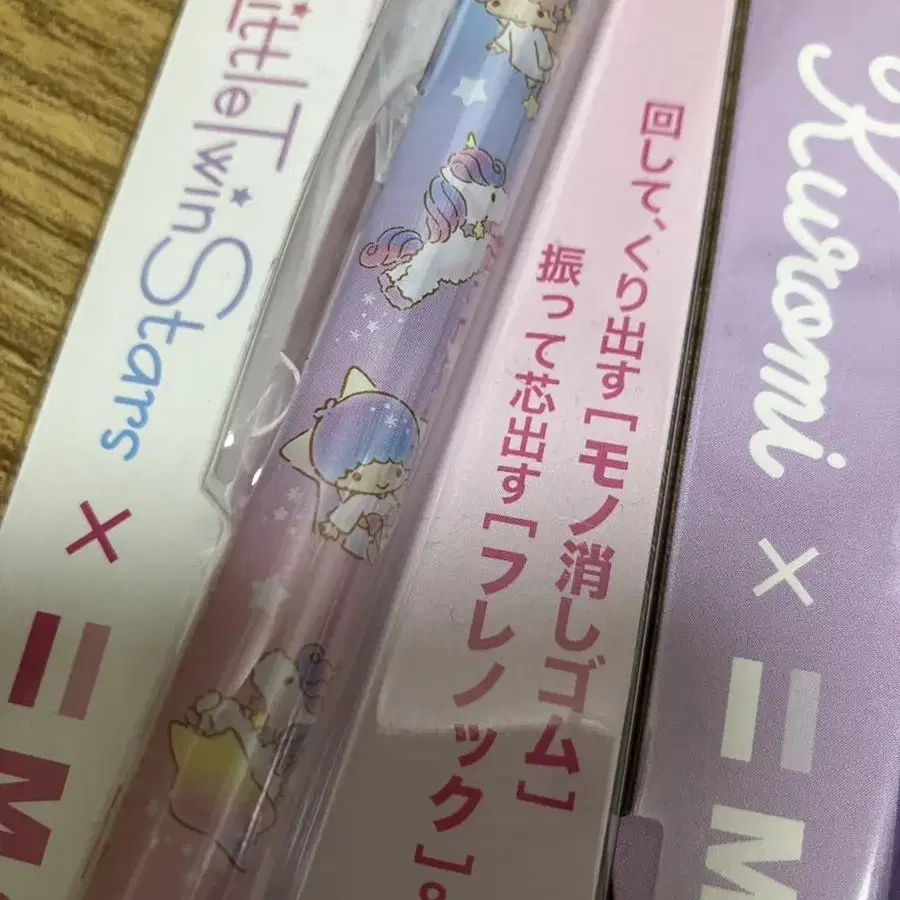 LittleTwinStars
×
回して、くり出す[モノ消しゴム]
振って芯出す[フレノック]。
Kuromi
×